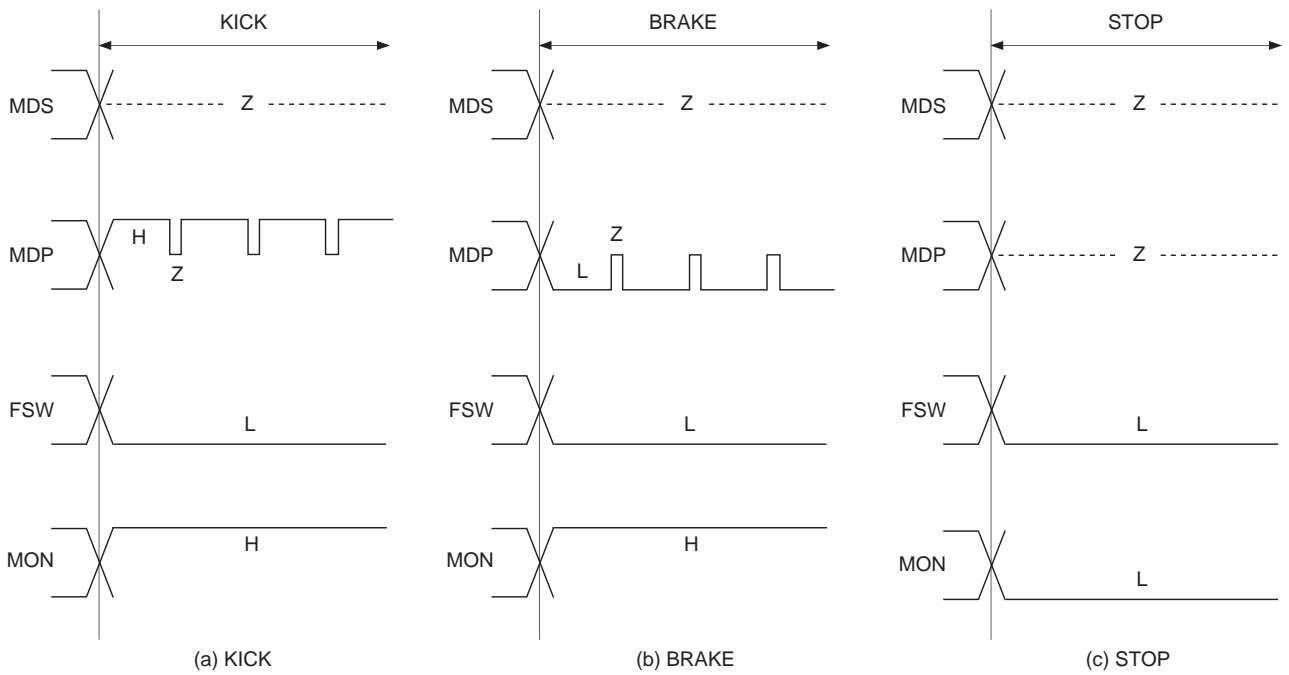 KICK
MDS
Z
MDP
H
Z
FSW
L
MON
H
(a) KICK
BRAKE
MDS
Z
MDP
Z
L
FSW
L
MON
H
(b) BRAKE
STOP
MDS
Z
MDP
Z
FSW
L
MON
L
(c) STOP